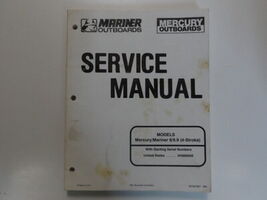 MARINER
OUTBOARDS
MERCURY
OUTBOARDS
SERVICE
MANUAL
MODELS
Mercury/Mariner 8/9.9 (4-Stroke)
With Starting Serial Numbers
United States